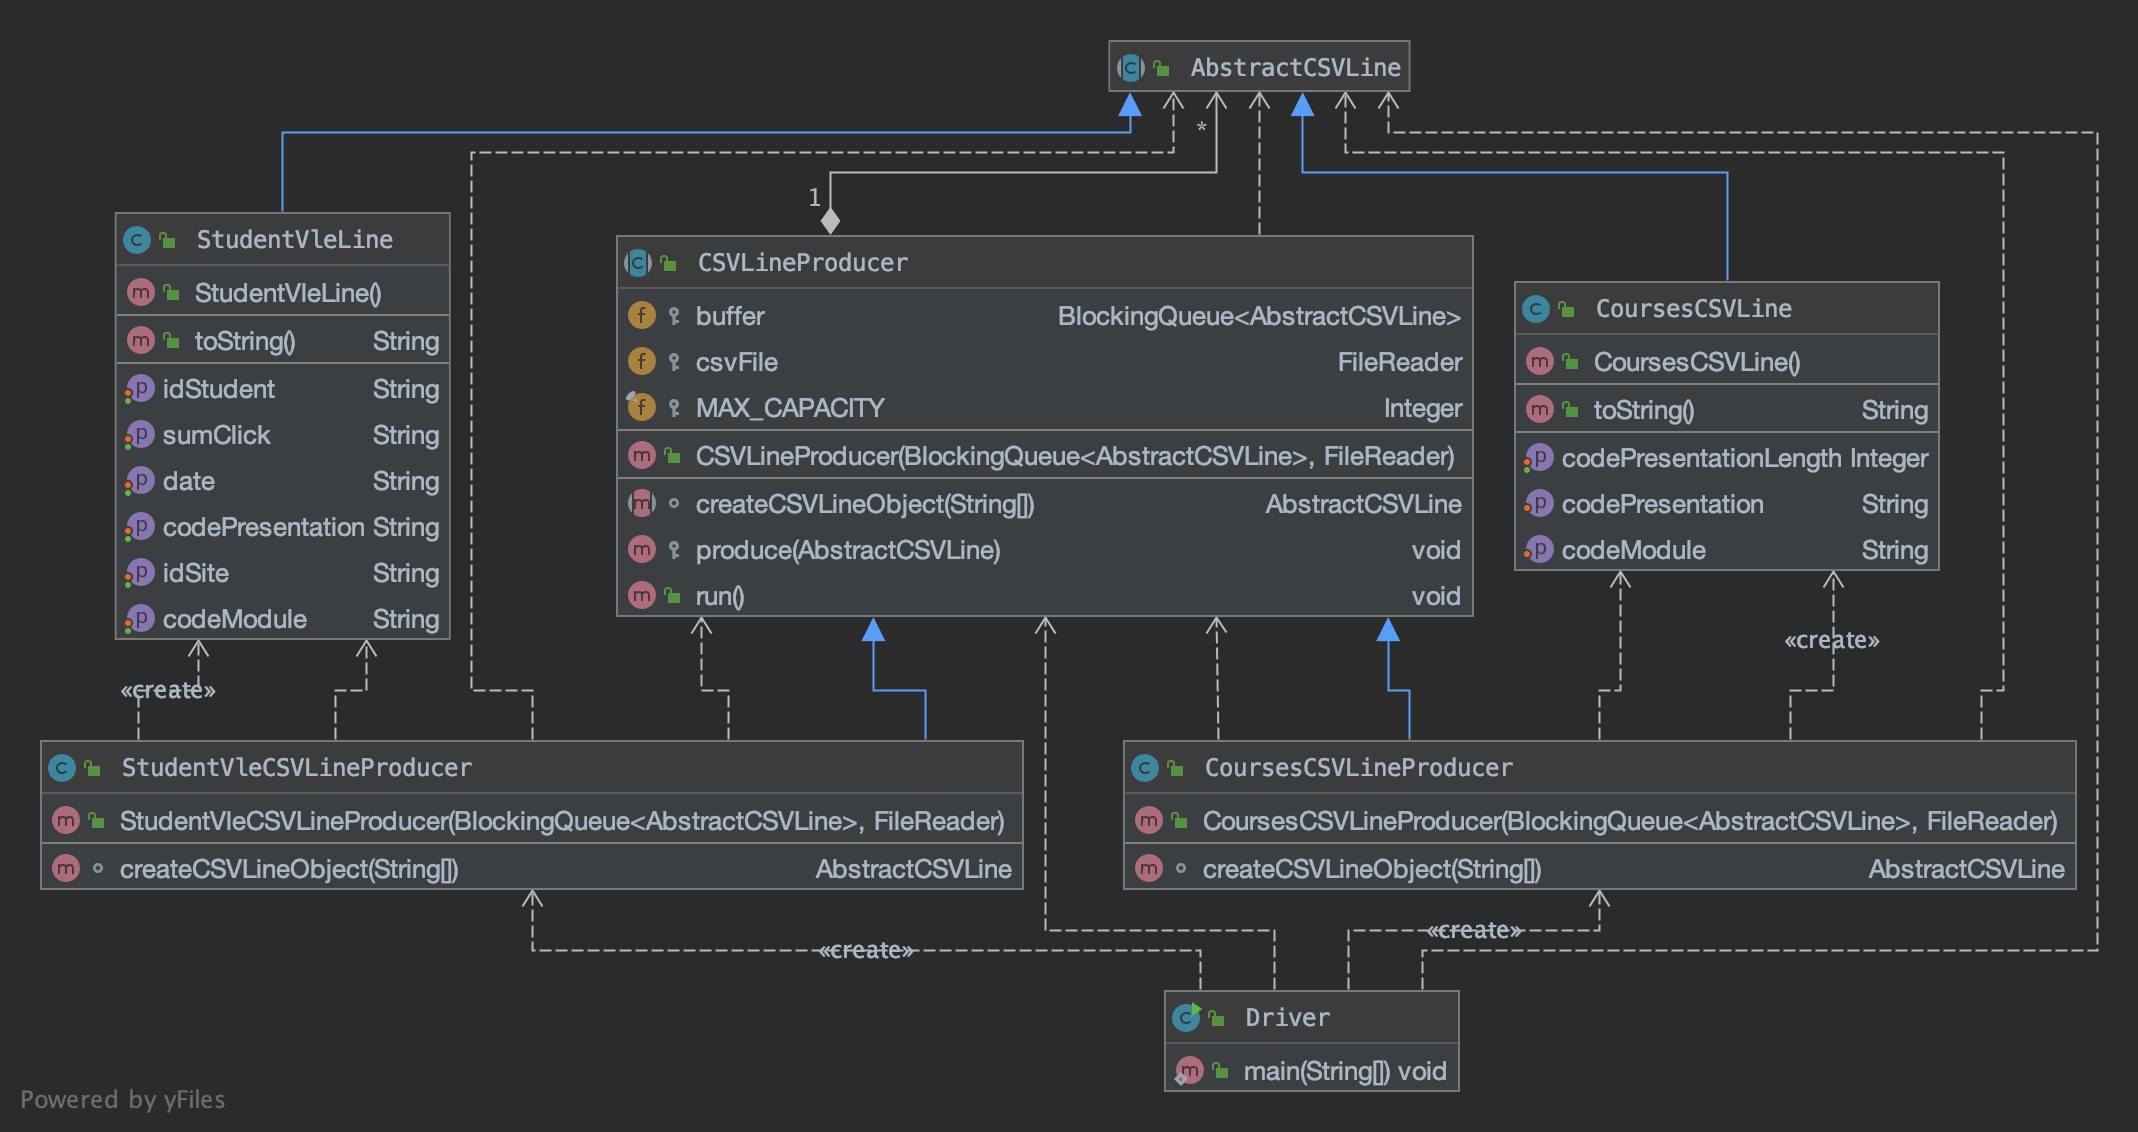 AbstractCSVLine
*
1
StudentVleLine
StudentVleLine()
toString() String
idStudent String
sumClick String
date String
codePresentation String
idSite String
codeModule String
CSVLineProducer
buffer BlockingQueue<AbstractCSVLine>
csvFile FileReader
MAX_CAPACITY Integer
CSVLineProducer(BlockingQueue<AbstractCSVLine>, FileReader)
createCSVLineObject(String[]) AbstractCSVLine
produce(AbstractCSVLine) void
run() void
CoursesCSVLine
CoursesCSVLine()
toString() String
codePresentationLength Integer
codePresentation String
codeModule String
«create»
«create»
StudentVleCSVLineProducer
StudentVleCSVLineProducer(BlockingQueue<AbstractCSVLine>, FileReader)
createCSVLineObject(String[]) AbstractCSVLine
CoursesCSVLineProducer
CoursesCSVLineProducer(BlockingQueue<AbstractCSVLine>, FileReader)
createCSVLineObject(String[]) AbstractCSVLine
«create»
«create»
Driver
main(String[]) void
Powered by yFiles